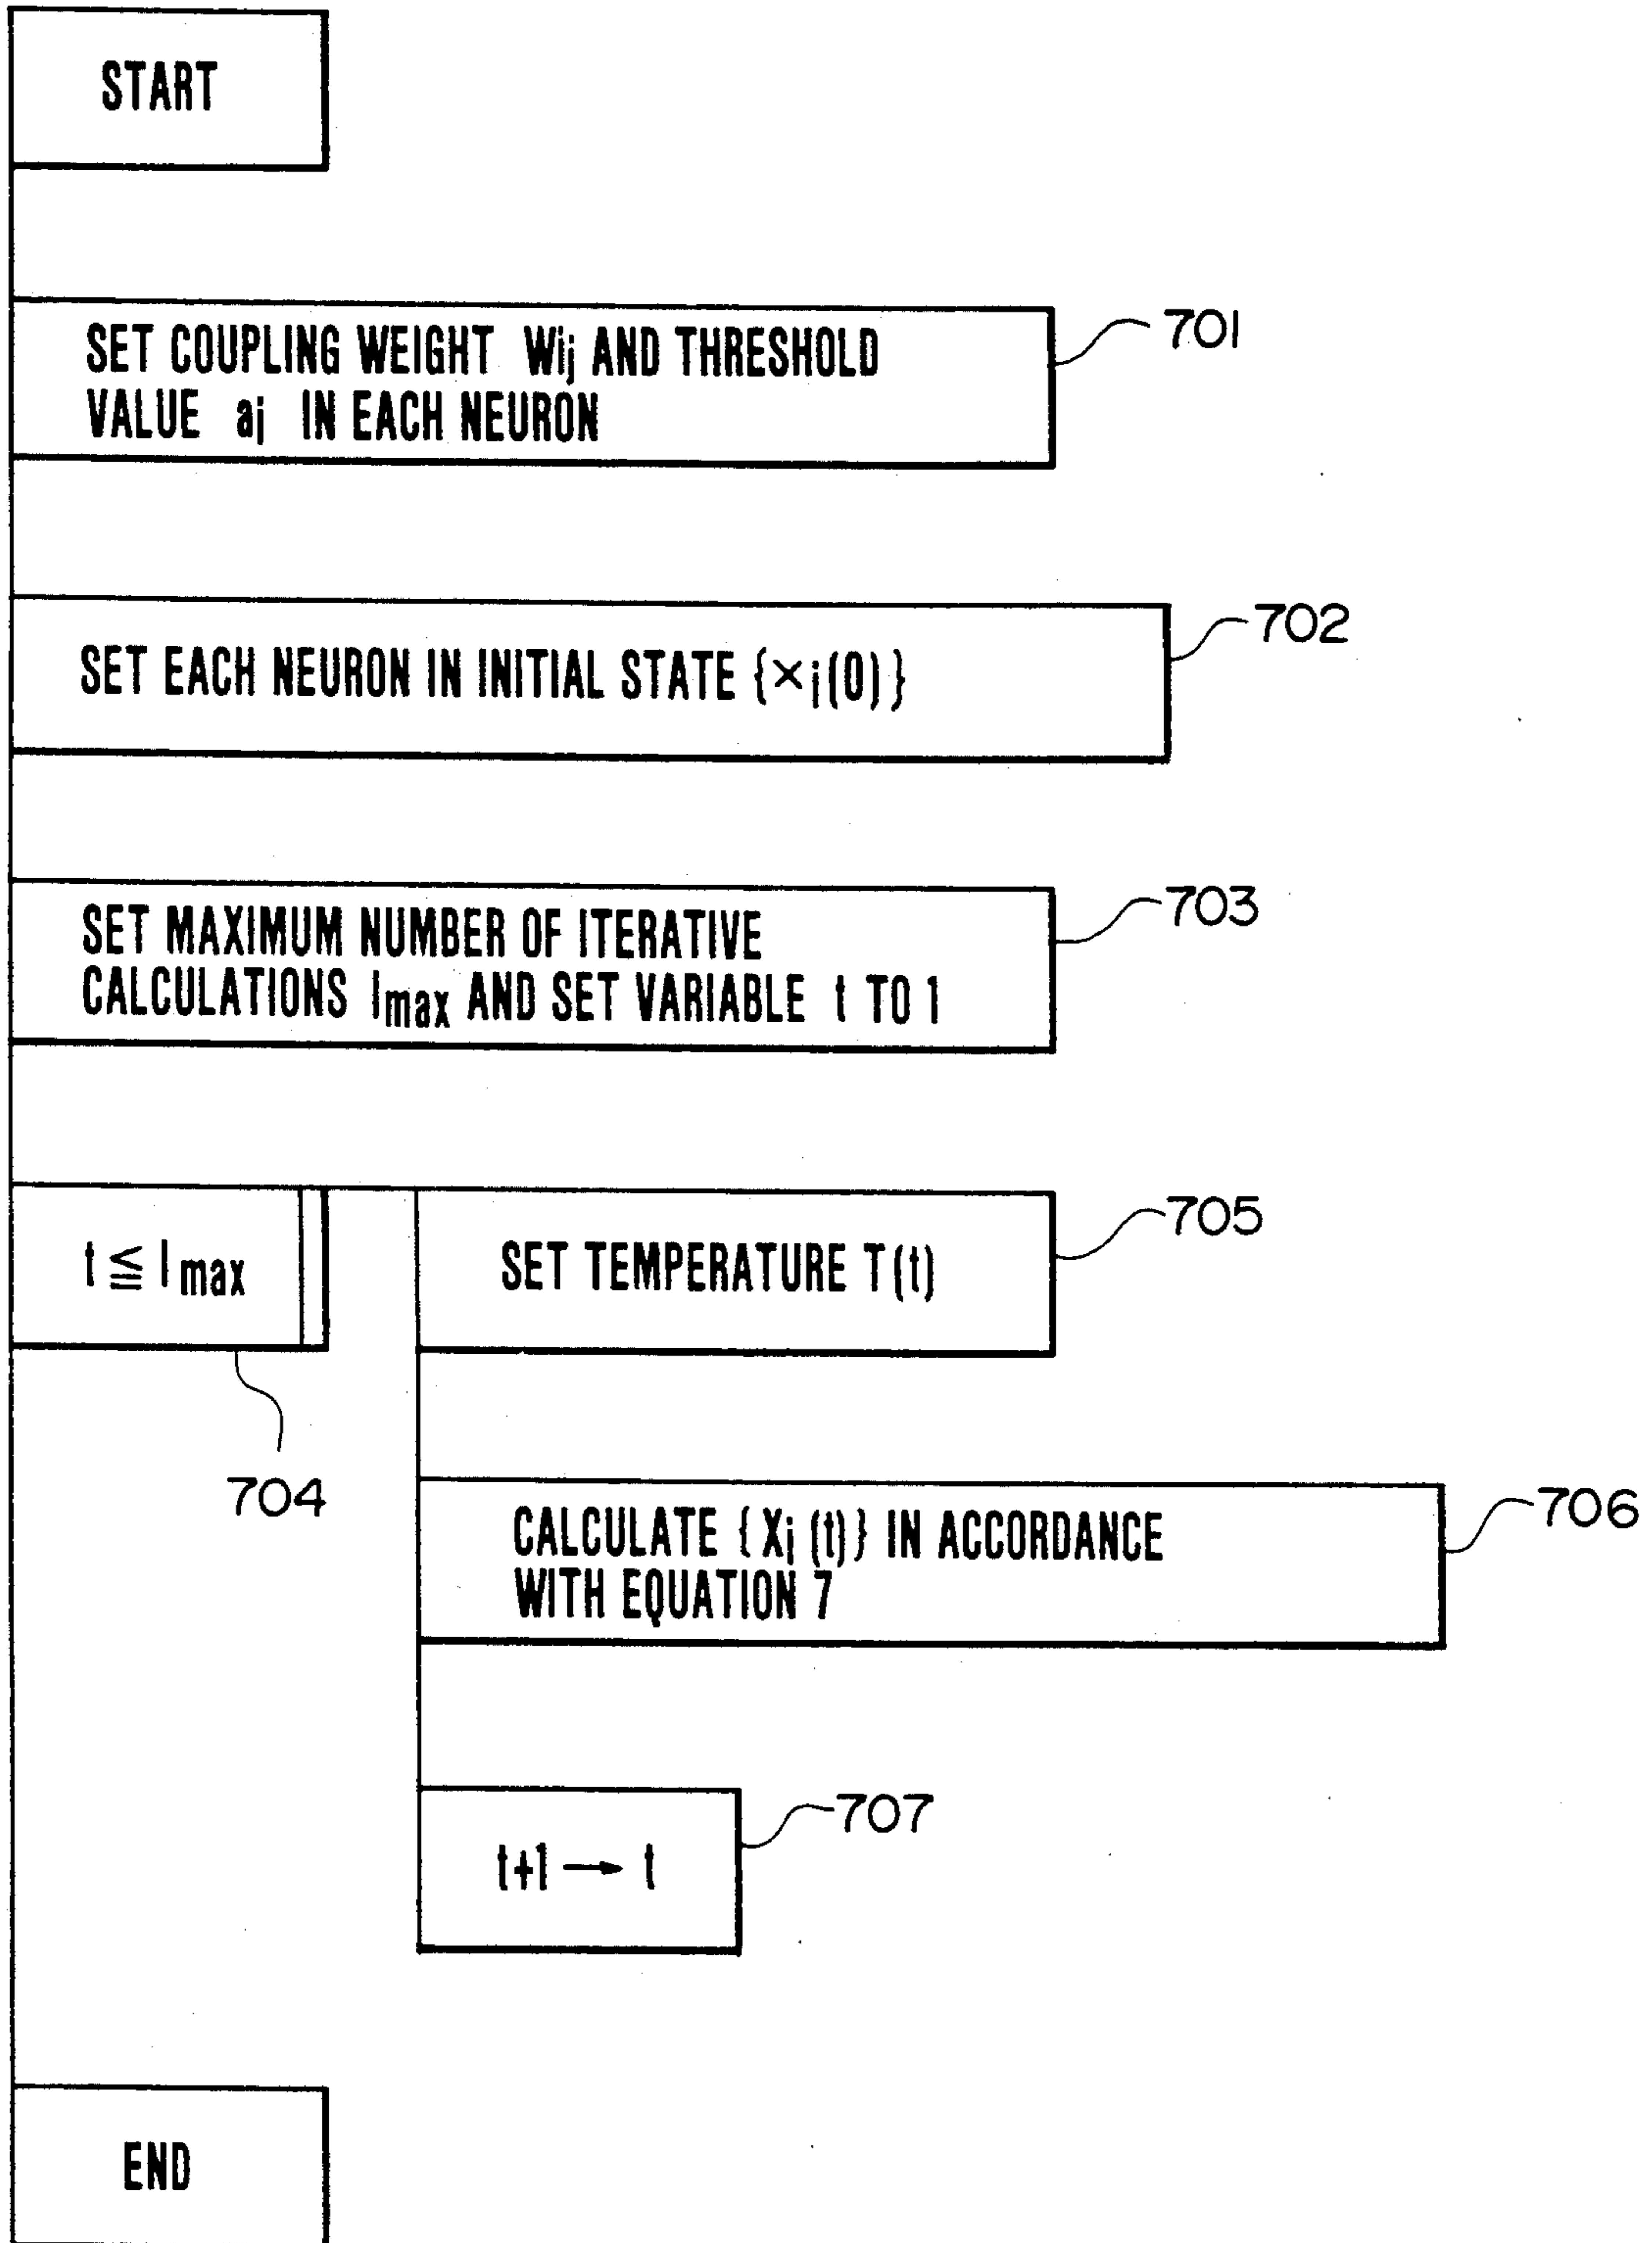 START
SET COUPLING WEIGHT Wij AND THRESHOLD
VALUE ai IN EACH NEURON
701
SET EACH NEURON IN INITIAL STATE {xi(0)}
702
SET MAXIMUM NUMBER OF ITERATIVE
CALCULATIONS Imax AND SET VARIABLE t TO 1
703
t ≦ Imax
704
SET TEMPERATURE T(t)
705
CALCULATE {Xi (t)} IN ACCORDANCE
WITH EQUATION 7
706
t+1 → t
707
END